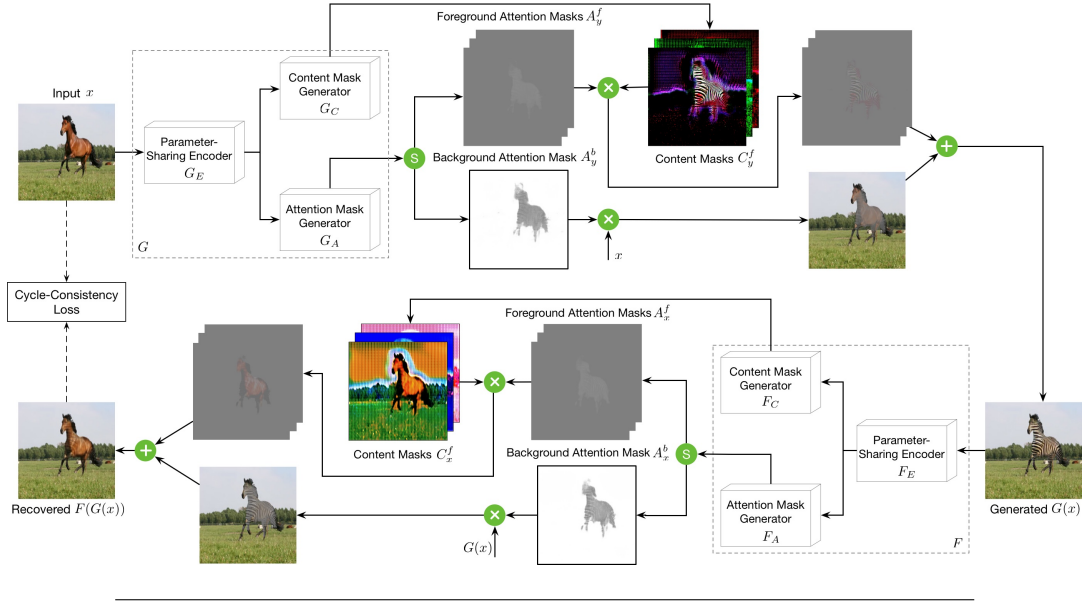 Foreground Attention Masks $A_y^f$
Input $x$
Content Mask
Generator
$G_C$
Parameter-
Sharing Encoder
$G_E$
Attention Mask
Generator
$G_A$
$G$
S
Background Attention Mask $A_y^b$
Content Masks $C_y^f$
×
×
$x$
+
Cycle-Consistency
Loss
Foreground Attention Masks $A_x^f$
Content Mask
Generator
$F_C$
Parameter-
Sharing Encoder
$F_E$
Attention Mask
Generator
$F_A$
$F$
S
Background Attention Mask $A_x^b$
Content Masks $C_x^f$
×
×
$G(x)$
+
Recovered $F(G(x))$
Generated $G(x)$